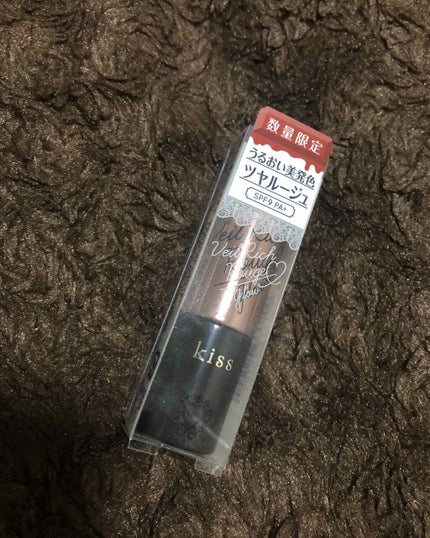 数量限定
うるおい美発色
ツヤルージュ
SPF9 PA+
Veil Rich
Rouge
glow
kiss